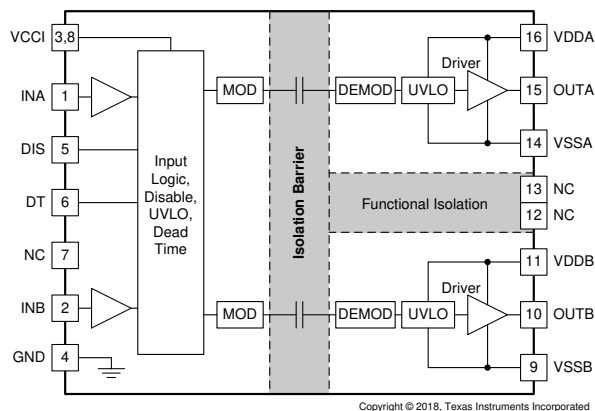 VCCI 3,8
INA 1
DIS 5
DT 6
NC 7
INB 2
GND 4
Input
Logic,
Disable,
UVLO,
Dead
Time
MOD
MOD
Isolation Barrier
DEMOD UVLO
Driver
Functional Isolation
DEMOD UVLO
Driver
16 VDDA
15 OUTA
14 VSSA
13 NC
12 NC
11 VDDB
10 OUTB
9 VSSB
Copyright © 2018, Texas Instruments Incorporated